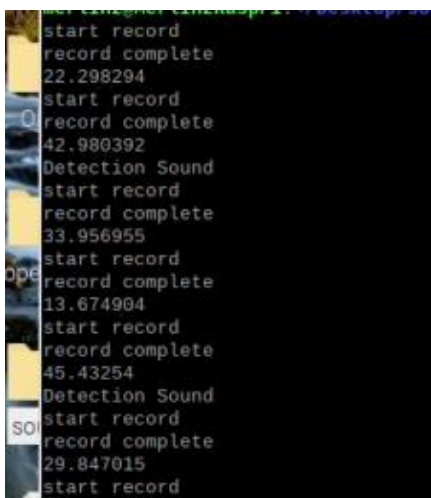 start record
record complete
22.298294
start record
record complete
42.980392
Detection Sound
start record
record complete
33.956955
start record
record complete
13.674904
start record
record complete
45.43254
Detection Sound
start record
record complete
29.847015
start record